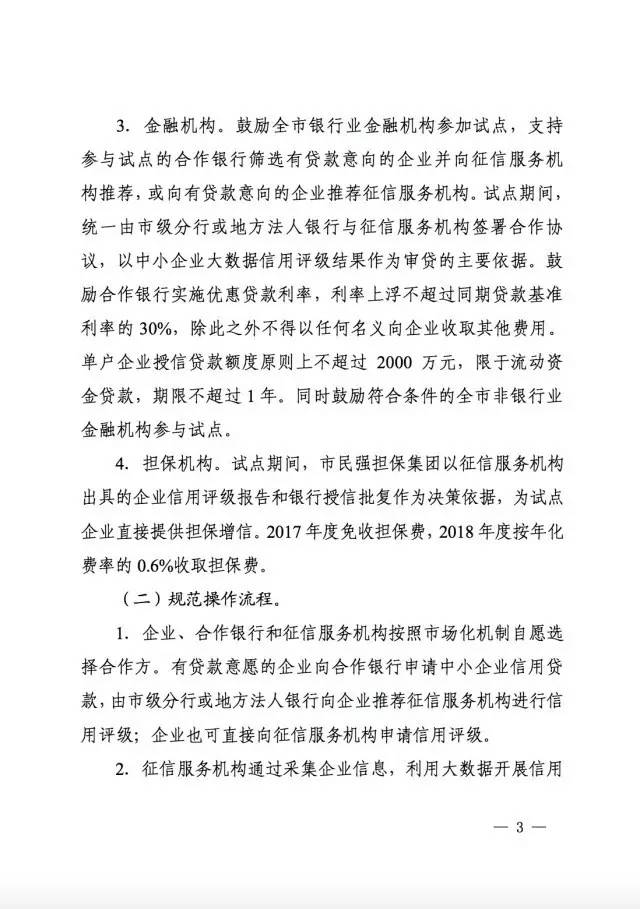 3. 金融机构。鼓励全市银行业金融机构参加试点，支持
参与试点的合作银行筛选有贷款意向的企业并向征信服务机
构推荐，或向有贷款意向的企业推荐征信服务机构。试点期间，
统一由市级分行或地方法人银行与征信服务机构签署合作协
议，以中小企业大数据信用评级结果作为审贷的主要依据。鼓
励合作银行实施优惠贷款利率，利率上浮不超过同期贷款基准
利率的 30%，除此之外不得以任何名义向企业收取其他费用。
单户企业授信贷款额度原则上不超过 2000 万元，限于流动资
金贷款，期限不超过 1 年。同时鼓励符合条件的全市非银行业
金融机构参与试点。
4. 担保机构。试点期间，市民强担保集团以征信服务机构
出具的企业信用评级报告和银行授信批复作为决策依据，为试点
企业直接提供担保增信。2017 年度免收担保费，2018 年度按年化
费率的 0.6%收取担保费。
（二）规范操作流程。
1. 企业、合作银行和征信服务机构按照市场化机制自愿选
择合作方。有贷款意愿的企业向合作银行申请中小企业信用贷
款，由市级分行或地方法人银行向企业推荐征信服务机构进行信
用评级；企业也可直接向征信服务机构申请信用评级。
2. 征信服务机构通过采集企业信息，利用大数据开展信用
— 3 —